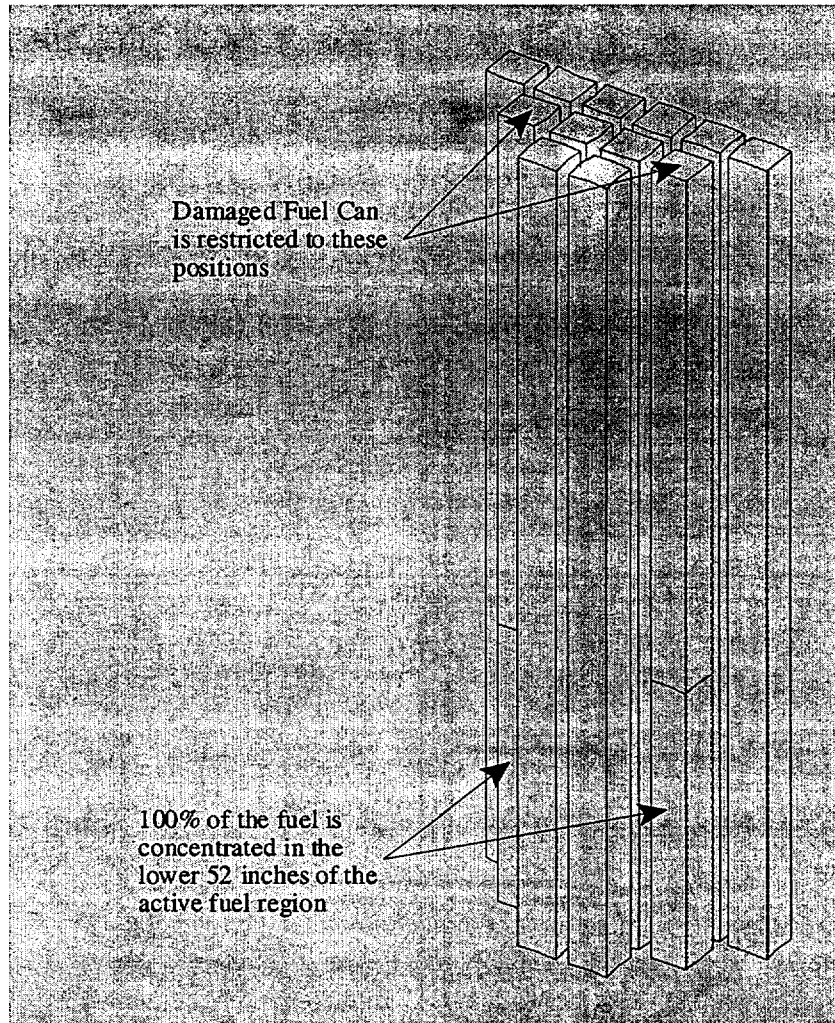 Damaged Fuel Can
is restricted to these
positions
100% of the fuel is
concentrated in the
lower 52 inches of the
active fuel region